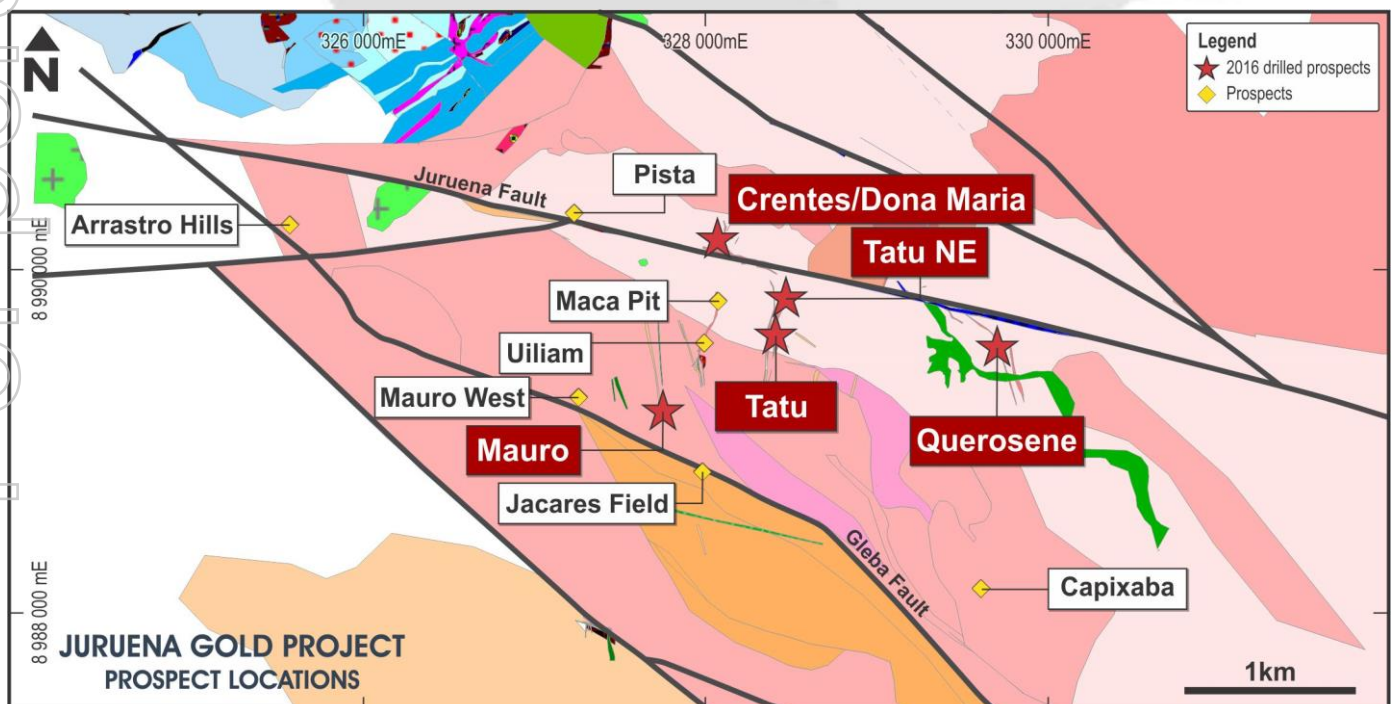 326 000mE
328 000mE
330 000mE
N
Legend
2016 drilled prospects
Prospects
Juruena Fault
Pista
Crentes/Dona Maria
Arrastro Hills
Tatu NE
8 990 000 mE
Maca Pit
Uiliam
Mauro West
Tatu
Mauro
Querosene
Jacares Field
Gleba Fault
Capixaba
8 988 000 mE
JURUENA GOLD PROJECT
PROSPECT LOCATIONS
1km